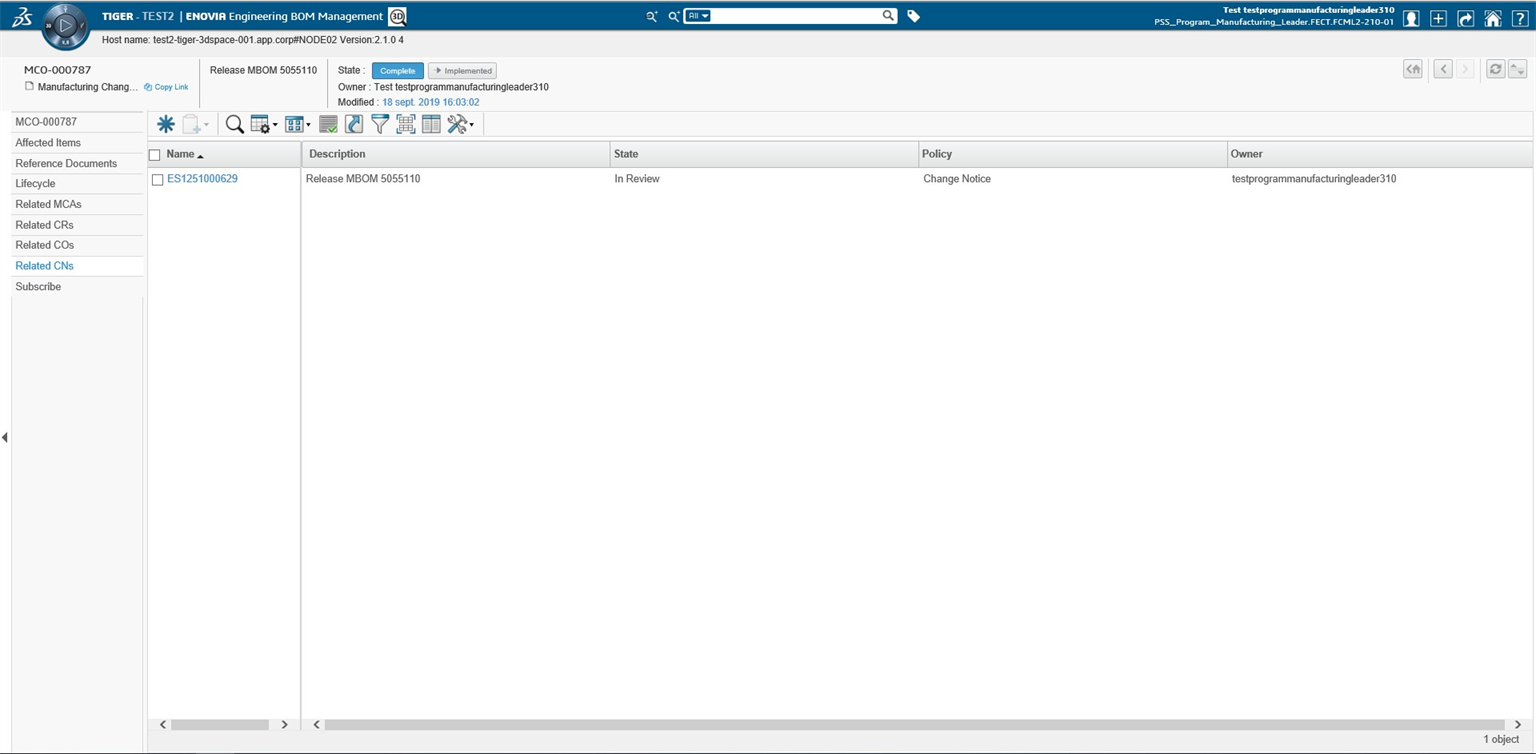 TIGER - TEST2 | ENOVIA Engineering BOM Management 3D
All
Test testprogrammanufacturingleader310
PSS_Program_Manufacturing_Leader.FECT.FCML2-210-01
Host name: test2-tiger-3dspace-001.app.corp#NODE02 Version:2.1.0 4
MCO-000787
Manufacturing Chang... Copy Link
Release MBOM 5055110
State : Complete Implemented
Owner : Test testprogrammanufacturingleader310
Modified : 18 sept. 2019 16:03:02
MCO-000787
Affected Items
Reference Documents
Lifecycle
Related MCAs
Related CRs
Related COs
Related CNs
Subscribe
Name Description State Policy Owner
ES1251000629 Release MBOM 5055110 In Review Change Notice testprogrammanufacturingleader310
1 object